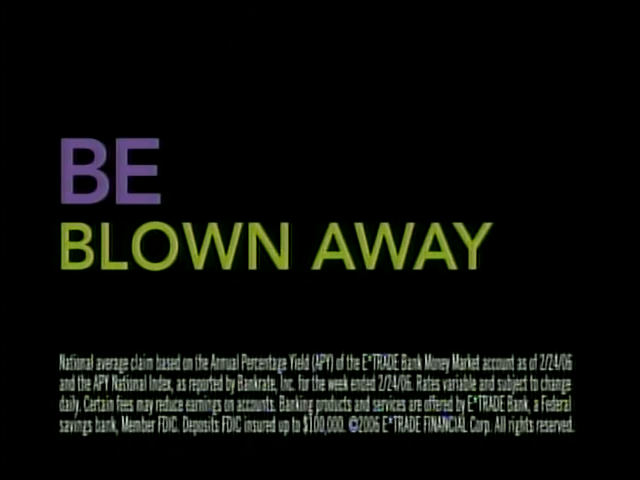 BE
BLOWN AWAY
National average claim based on the Annual Percentage Yield (APY) of the E*TRADE Bank Money Market account as of 2/24/06
and the APY National Index, as reported by Bankrate, Inc. for the week ended 2/24/06. Rates variable and subject to change
daily. Certain fees may reduce earnings on accounts. Banking products and services are offered by E*TRADE Bank, a Federal
savings bank, Member FDIC. Deposits FDIC insured up to $100,000. ©2006 E*TRADE FINANCIAL Corp. All rights reserved.